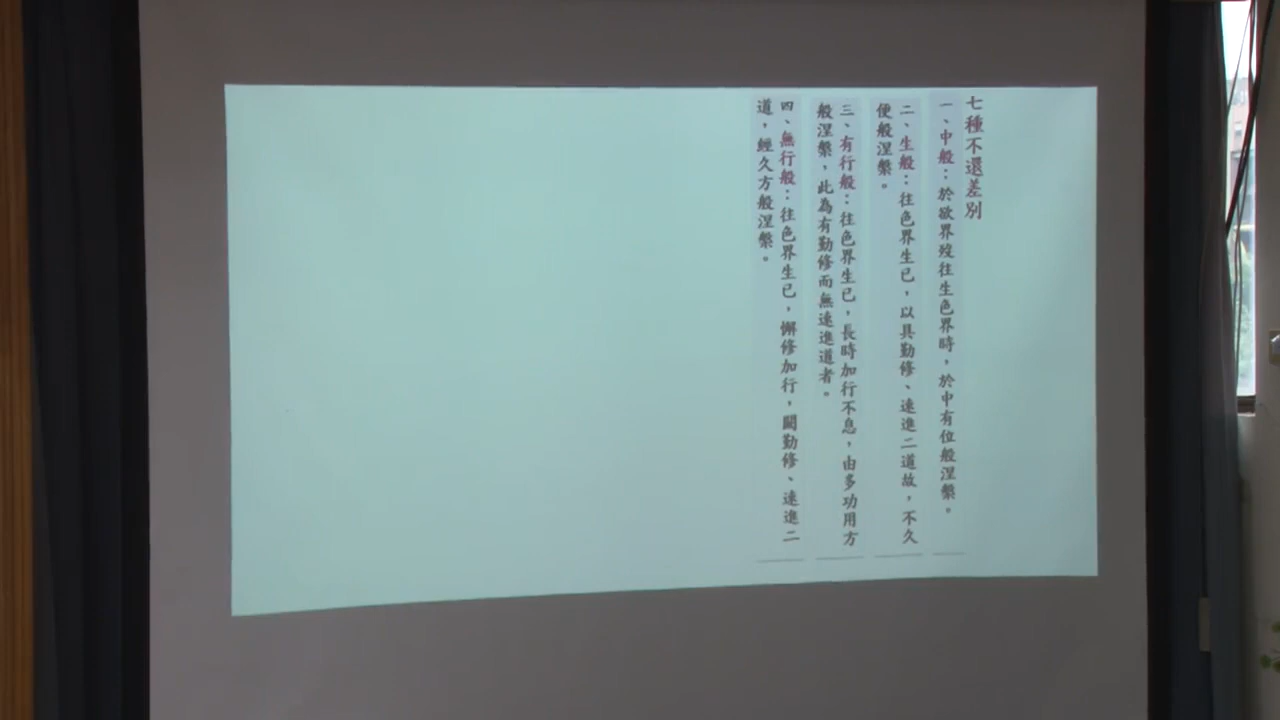 七種不還差別
一、中般：於欲界歿往生色界時，於中有位般涅槃。
二、生般：往色界生已，以具勤修、速進二道故，不久
便般涅槃。
三、有行般：往色界生已，長時加行不息，由多功用方
般涅槃，此為有勤修而無速進道者。
四、無行般：往色界生已，懈修加行，闕勤修、速進二
道，經久方般涅槃。